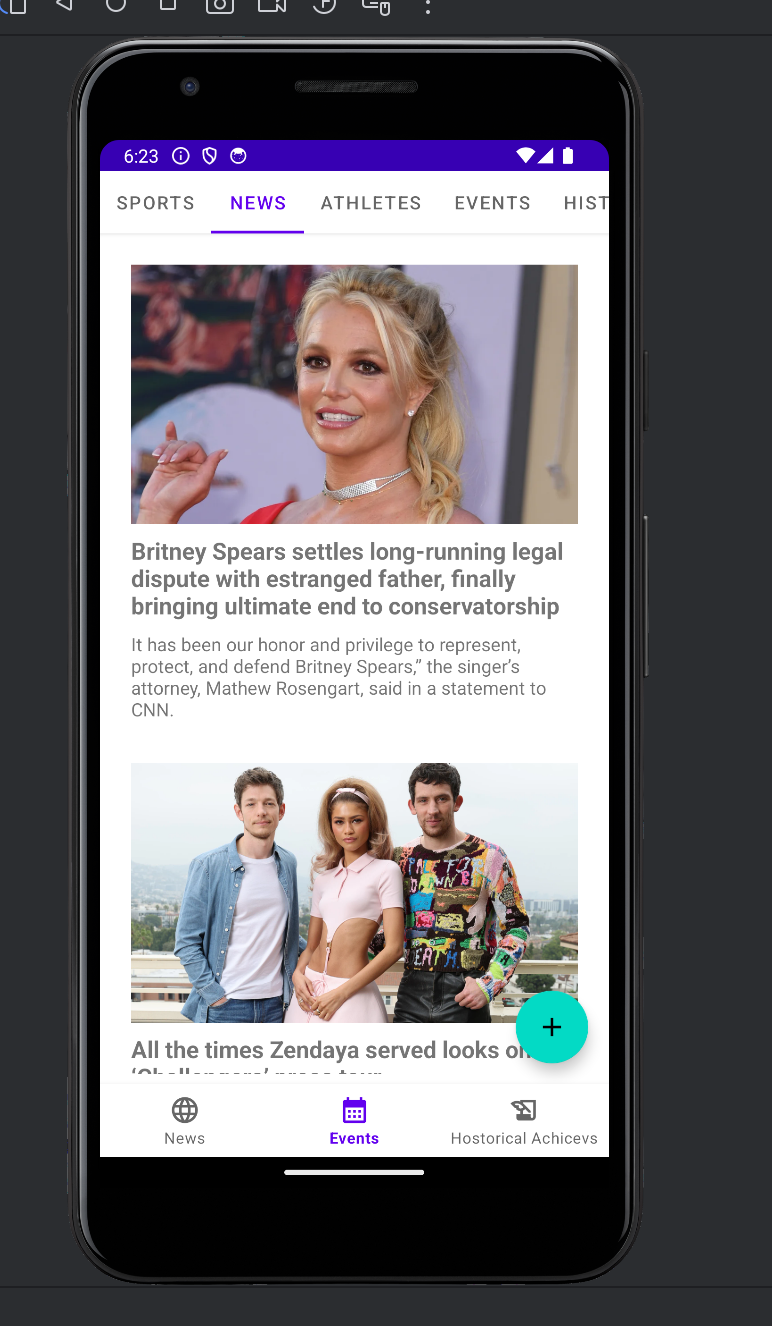 6:23
SPORTS NEWS ATHLETES EVENTS HIST
Britney Spears settles long-running legal
dispute with estranged father, finally
bringing ultimate end to conservatorship
It has been our honor and privilege to represent,
protect, and defend Britney Spears,” the singer’s
attorney, Mathew Rosengart, said in a statement to
CNN.
All the times Zendaya served looks on
‘Challengers’ press tour
News Events Hostorical Achicevs